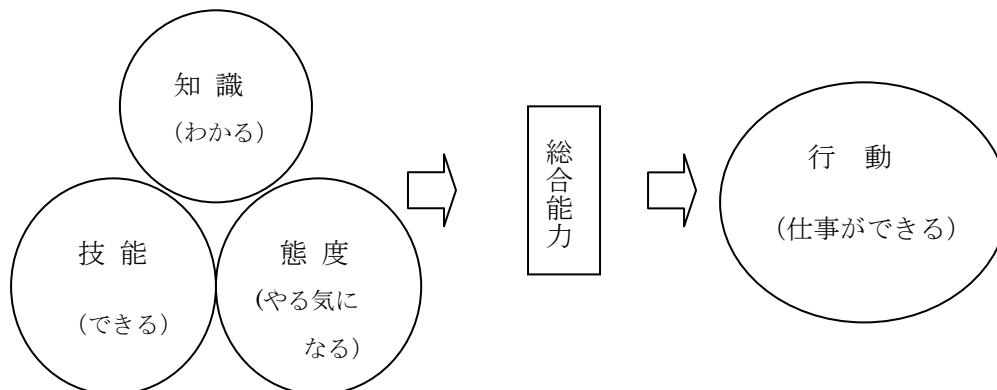 知 識
（わかる）
技 能
（できる）
態 度
(やる気に
なる）
総合能力
行　動
（仕事ができる）